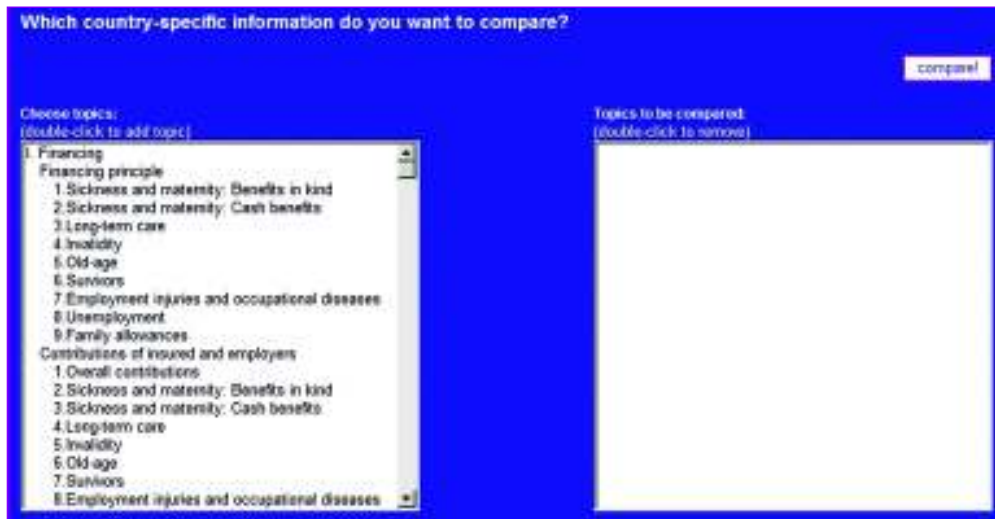 Which country-specific information do you want to compare?
compare!
Choose topics:
(double-click to add topic)
I. Financing
Financing principle
1.Sickness and maternity: Benefits in kind
2.Sickness and maternity: Cash benefits
3.Long-term care
4.Invalidity
5.Old-age
6.Survivors
7.Employment injuries and occupational diseases
8.Unemployment
9.Family allowances
Contributions of insured and employers
1.Overall contributions
2.Sickness and maternity: Benefits in kind
3.Sickness and maternity: Cash benefits
4.Long-term care
5.Invalidity
6.Old-age
7.Survivors
8.Employment injuries and occupational diseases
Topics to be compared:
(double-click to remove)